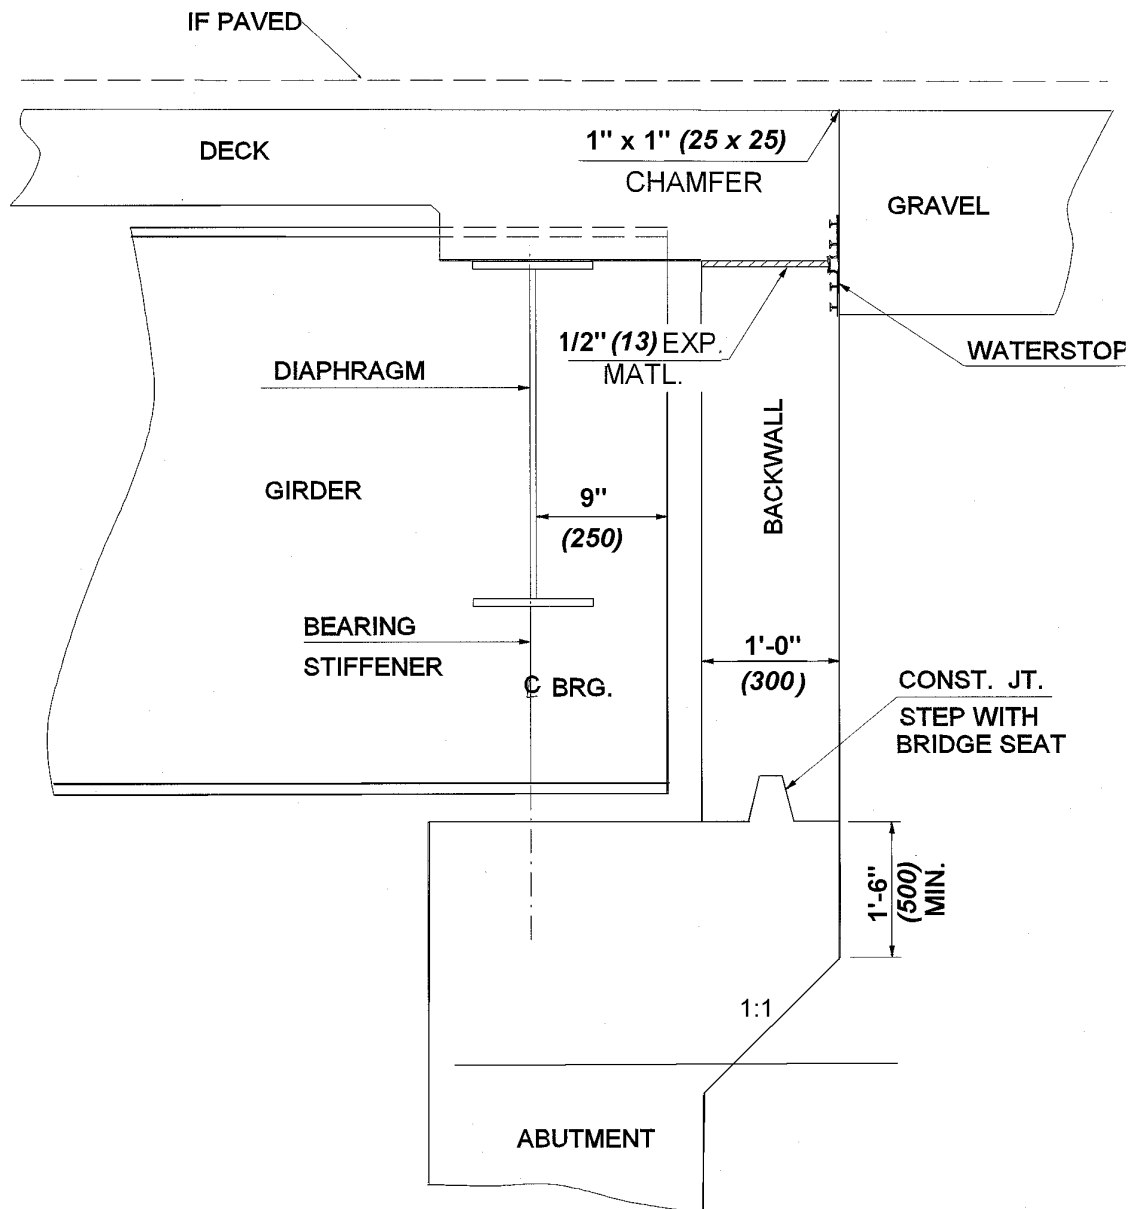 IF PAVED
DECK
1" x 1" (25 x 25)
CHAMFER
GRAVEL
1/2" (13) EXP.
MATL.
WATERSTOP
DIAPHRAGM
BACKWALL
GIRDER
9"
(250)
BEARING
STIFFENER
1'-0"
(300)
℄ BRG.
CONST. JT.
STEP WITH
BRIDGE SEAT
1'-6"
(500)
MIN.
1:1
ABUTMENT